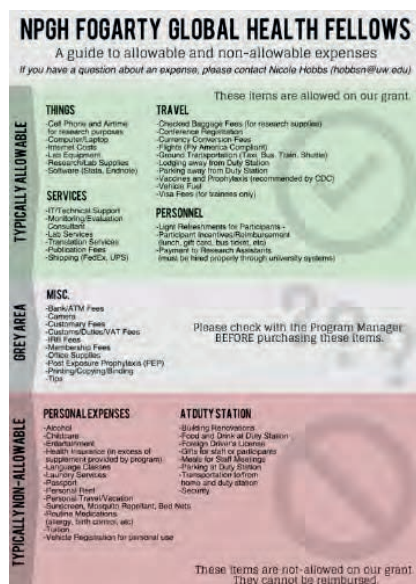 NPGH FOGARTY GLOBAL HEALTH FELLOWS
A guide to allowable and non-allowable expenses
If you have a question about an expense, please contact Nicole Hobbs (hobbsn@uw.edu)
These items are allowed on our grant.
TYPICALLY ALLOWABLE
THINGS
-Cell Phone and Airtime
for research purposes
-Computer/Laptop
-Internet Costs
-Lab Equipment
-Research/Lab Supplies
-Software (Stata, Endnote)
SERVICES
-IT/Technical Support
-Monitoring/Evaluation
Consultant
-Lab Services
-Translation Services
-Publication Fees
-Shipping (FedEx, UPS)
TRAVEL
-Checked Baggage Fees (for research supplies)
-Conference Registration
-Currency Conversion Fees
-Flights (Fly America Compliant)
-Ground Transportation (Taxi, Bus, Train, Shuttle)
-Lodging away from Duty Station
-Parking away from Duty Station
-Vaccines and Prophylaxis (recommended by CDC)
-Vehicle Fuel
-Visa Fees (for trainees only)
PERSONNEL
-Light Refreshments for Participants -
-Participant Incentives/Reimbursement
(lunch, gift card, bus ticket, etc)
-Payment to Research Assistants
(must be hired properly through university systems)
GREY AREA
MISC.
-Bank/ATM Fees
-Camera
-Customary Fees
-Customs/Duties/VAT Fees
-IRB Fees
-Membership Fees
-Office Supplies
-Post Exposure Prophylaxis (PEP)
-Printing/Copying/Binding
-Tips
Please check with the Program Manager
BEFORE purchasing these items.
TYPICALLY NON-ALLOWABLE
PERSONAL EXPENSES
-Alcohol
-Childcare
-Entertainment
-Health Insurance (in excess of
supplement provided by program)
-Language Classes
-Laundry Services
-Passport
-Personal Rent
-Personal Travel/Vacation
-Sunscreen, Mosquito Repellant, Bed Nets
-Routine Medications
(allergy, birth control, etc)
-Tuition
-Vehicle Registration for personal use
AT DUTY STATION
-Building Renovations
-Food and Drink at Duty Station
-Foreign Driver's License
-Gifts for staff or participants
-Meals for Staff Meetings
-Parking at Duty Station
-Transportation to/from
home and duty station
-Security
These items are not-allowed on our grant.
They cannot be reimbursed.